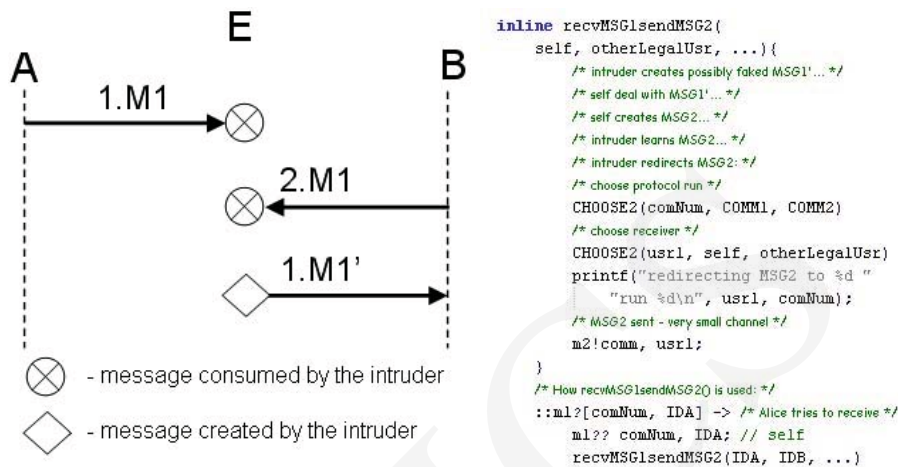 E
A
B
1.M1
2.M1
1.M1’
- message consumed by the intruder
- message created by the intruder
inline recvMSG1sendMSG2(
self, otherLegalUsr, ...){
/* intruder creates possibly faked MSG1'... */
/* self deal with MSG1'... */
/* self creates MSG2... */
/* intruder learns MSG2... */
/* intruder redirects MSG2: */
/* choose protocol run */
CHOOSE2(comNum, COMM1, COMM2)
/* choose receiver */
CHOOSE2(usr1, self, otherLegalUsr)
printf("redirecting MSG2 to %d "
"run %d\n", usr1, comNum);
/* MSG2 sent - very small channel */
m2!comm, usr1;
}
/* How recvMSG1sendMSG2() is used: */
::m1?[comNum, IDA] -> /* Alice tries to receive */
m1?? comNum, IDA; // self
recvMSG1sendMSG2(IDA, IDB, ...)